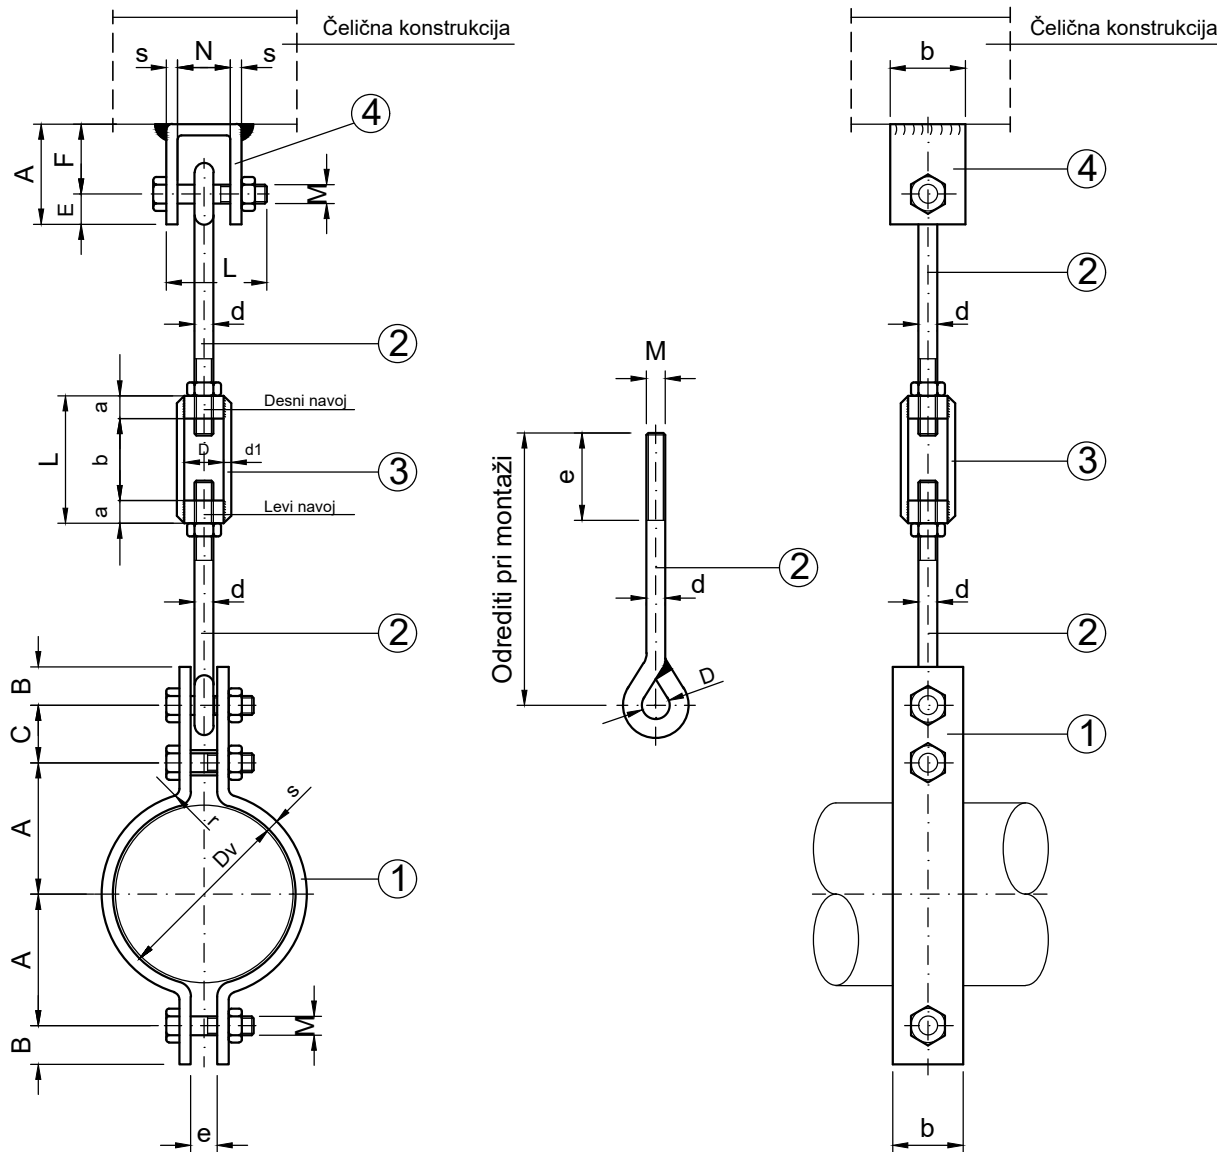 Čelična konstrukcija
s N s
4
A
F
E
M
L
d
2
a
Desni navoj
L
b
D d1
3
a
Levi navoj
d
2
B
C
A
r
s
Dv
1
A
B
M
e
M
e
Odrediti pri montaži
2
d
D
Čelična konstrukcija
b
4
2
d
3
d
2
1
b